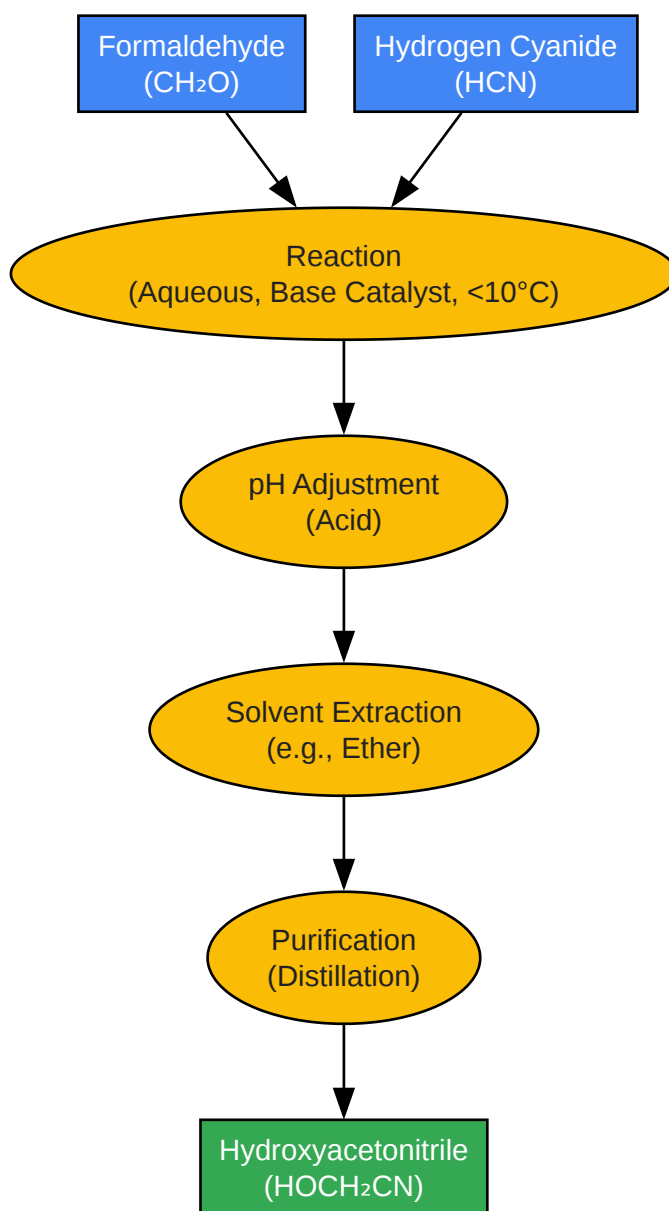 Formaldehyde
(CH₂O)
Hydrogen Cyanide
(HCN)
Reaction
(Aqueous, Base Catalyst, <10°C)
pH Adjustment
(Acid)
Solvent Extraction
(e.g., Ether)
Purification
(Distillation)
Hydroxyacetonitrile
(HOCH₂CN)